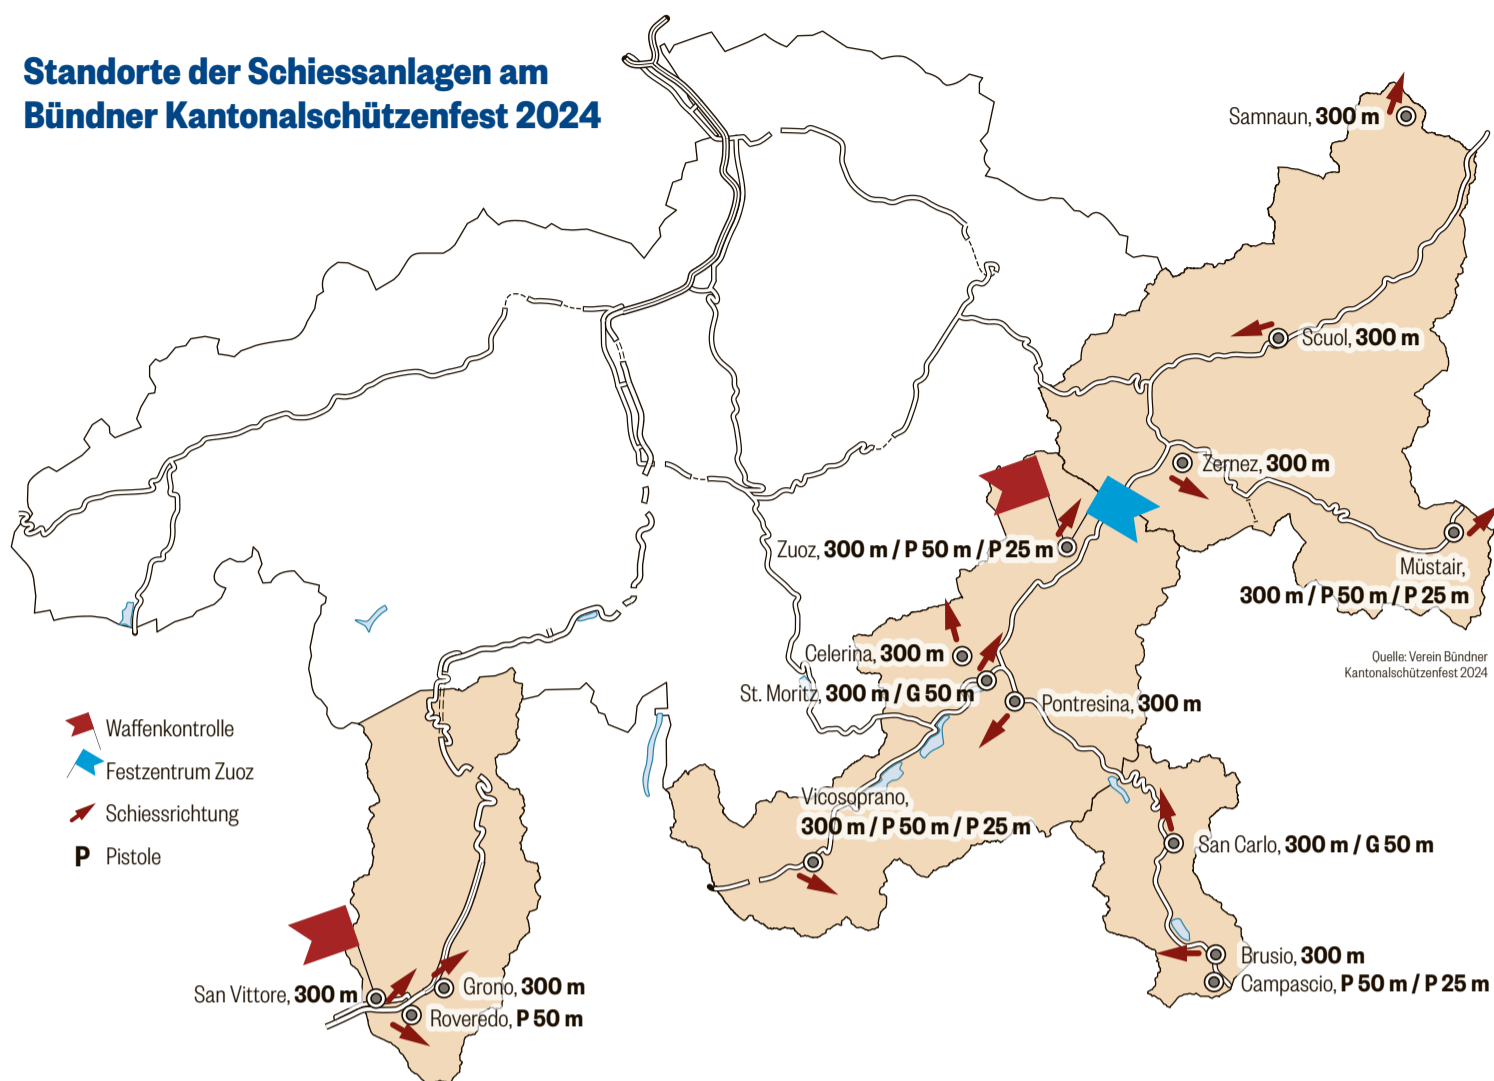 Standorte der Schiessanlagen am
Bündner Kantonalschützenfest 2024
Samnaun, 300 m
Scuol, 300 m
Zernez, 300 m
Zuoz, 300 m / P 50 m / P 25 m
Müstair,
300 m / P 50 m / P 25 m
Celerina, 300 m
St. Moritz, 300 m / G 50 m
Pontresina, 300 m
Quelle: Verein Bündner
Kantonalschützenfest 2024
Waffenkontrolle
Festzentrum Zuoz
Schiessrichtung
P Pistole
Vicosoprano,
300 m / P 50 m / P 25 m
San Carlo, 300 m / G 50 m
Brusio, 300 m
Campascio, P 50 m / P 25 m
San Vittore, 300 m
Grono, 300 m
Roveredo, P 50 m